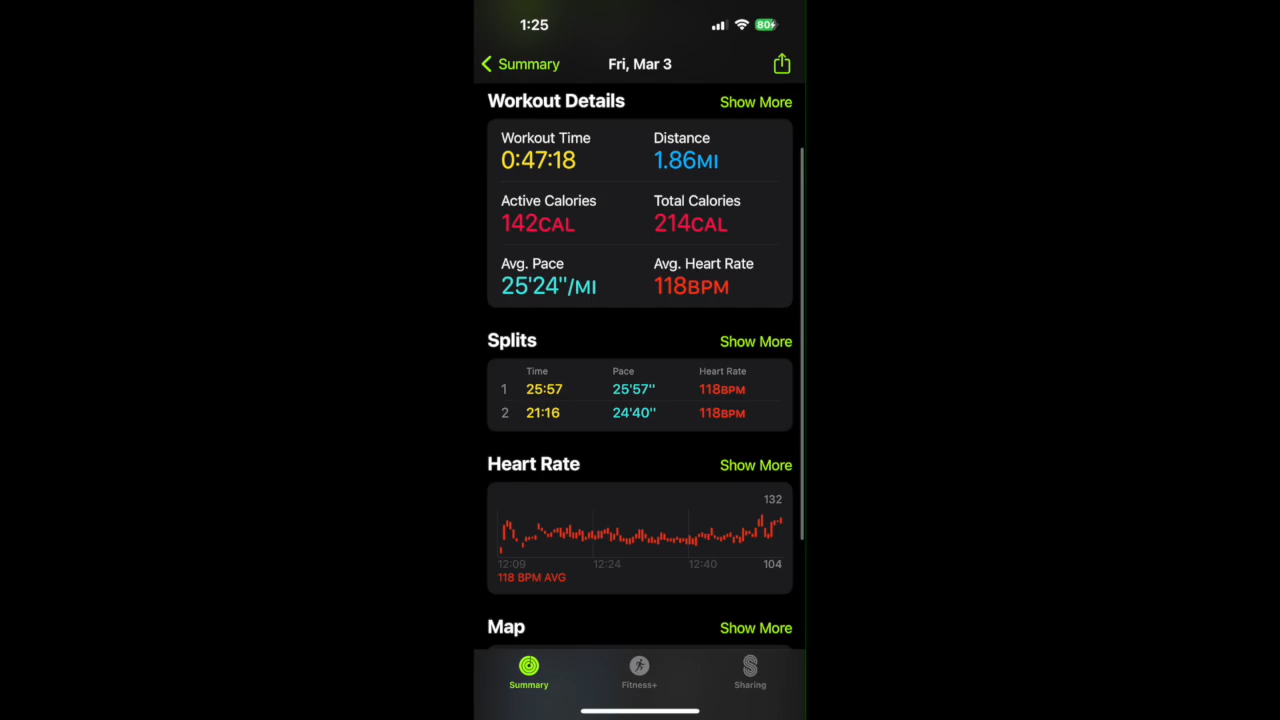 1:25
80
Summary
Fri, Mar 3
Workout Details
Show More
Workout Time
Distance
0:47:18
1.86MI
Active Calories
Total Calories
142CAL
214CAL
Avg. Pace
Avg. Heart Rate
25'24"/MI
118BPM
Splits
Show More
Time Pace Heart Rate
1 25:57 25'57" 118BPM
2 21:16 24'40" 118BPM
Heart Rate
Show More
132
12:09 12:24 12:40 104
118 BPM AVG
Map
Show More
Summary
Fitness+
Sharing